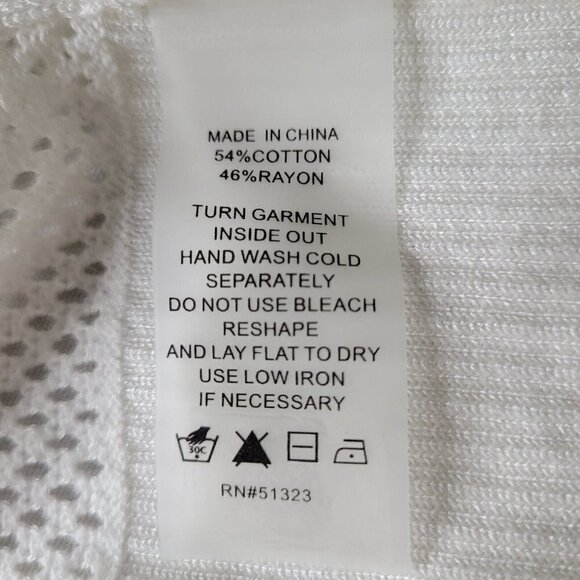 MADE IN CHINA
54%COTTON
46%RAYON
TURN GARMENT
INSIDE OUT
HAND WASH COLD
SEPARATELY
DO NOT USE BLEACH
RESHAPE
AND LAY FLAT TO DRY
USE LOW IRON
IF NECESSARY
30C
RN#51323